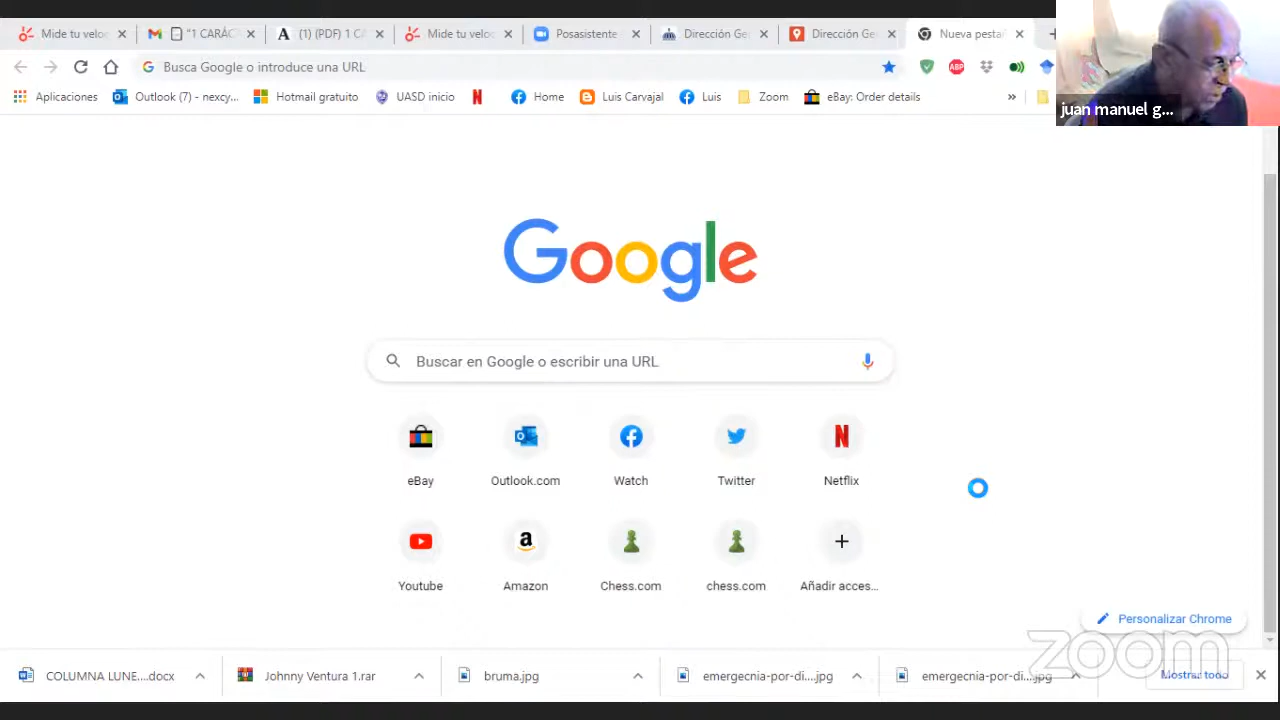 Mide tu velo
"1 CARÁC
(1) (PDF) 1 CA
Mide tu veloc
Posasistente
Dirección Ge
Dirección Ge
Nueva pesta
Busca Google o introduce una URL
ABP
Aplicaciones
Outlook (7) - nexcy...
Hotmail gratuito
UASD inicio
Home
Luis Carvajal
Luis
Zoom
eBay: Order details
»
juan manuel g...
Google
Buscar en Google o escribir una URL
eBay
Outlook.com
Watch
Twitter
Netflix
Youtube
Amazon
Chess.com
chess.com
Añadir acces...
Personalizar Chrome
zoom
COLUMNA LUNE....docx
Johnny Ventura 1.rar
bruma.jpg
emergecnia-por-di....jpg
emergecnia-por-di....jpg
Mostrar todo